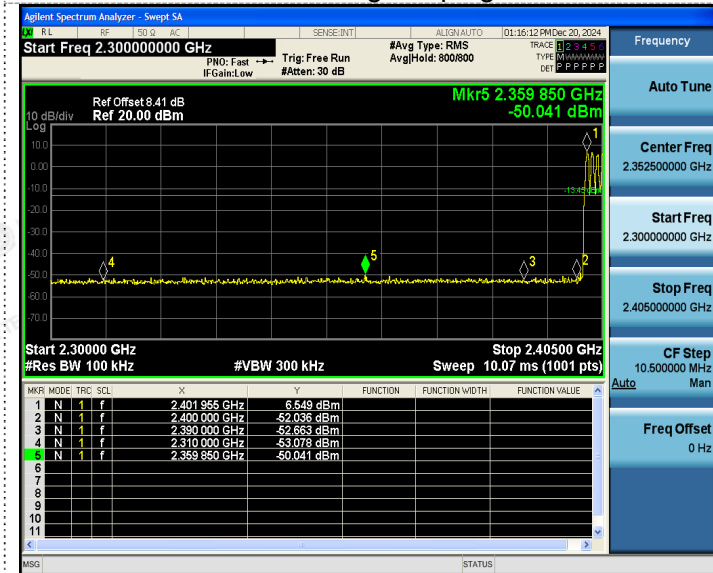 Agilent Spectrum Analyzer - Swept SA
RL RF 50 Ω AC SENSE:INT ALIGNAUTO 01:16:12 PM Dec 20, 2024
Start Freq 2.300000000 GHz
PNO: Fast
IFGain:Low
Trig: Free Run
#Atten: 30 dB
#Avg Type: RMS
Avg|Hold: 800/800
TRACE 1 2 3 4 5 6
TYPE M
DET P P P P P P
Mkr5 2.359 850 GHz
-50.041 dBm
Ref Offset 8.41 dB
10 dB/div Ref 20.00 dBm
Log
10.0
0.00
-10.0
-20.0
-30.0
-40.0
-50.0
-60.0
-70.0
1
4
5
3
2
Start 2.30000 GHz Stop 2.40500 GHz
#Res BW 100 kHz #VBW 300 kHz Sweep 10.07 ms (1001 pts)
MKR MODE TRC SCL X Y FUNCTION FUNCTION WIDTH FUNCTION VALUE
1 N 1 f 2.401 955 GHz 6.549 dBm
2 N 1 f 2.400 000 GHz -52.036 dBm
3 N 1 f 2.390 000 GHz -52.663 dBm
4 N 1 f 2.310 000 GHz -53.078 dBm
5 N 1 f 2.359 850 GHz -50.041 dBm
6
7
8
9
10
11
MSG STATUS
Frequency
Auto Tune
Center Freq
2.352500000 GHz
Start Freq
2.300000000 GHz
Stop Freq
2.405000000 GHz
CF Step
10.500000 MHz
Auto Man
Freq Offset
0 Hz